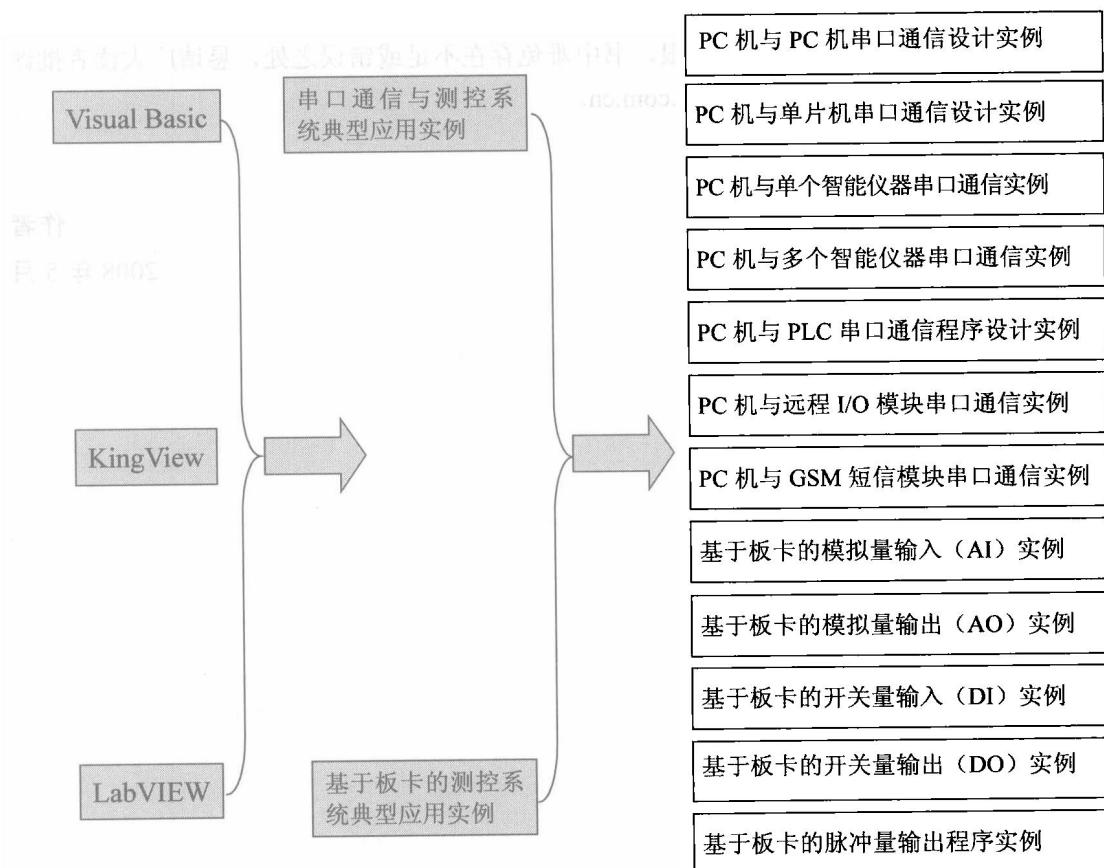 Visual Basic
KingView
LabVIEW
串口通信与测控系
统典型应用实例
基于板卡的测控系
统典型应用实例
PC 机与 PC 机串口通信设计实例
PC 机与单片机串口通信设计实例
PC 机与单个智能仪器串口通信实例
PC 机与多个智能仪器串口通信实例
PC 机与 PLC 串口通信程序设计实例
PC 机与远程 I/O 模块串口通信实例
PC 机与 GSM 短信模块串口通信实例
基于板卡的模拟量输入（AI）实例
基于板卡的模拟量输出（AO）实例
基于板卡的开关量输入（DI）实例
基于板卡的开关量输出（DO）实例
基于板卡的脉冲量输出程序实例
作者
2008 年 5 月
.com.cn.